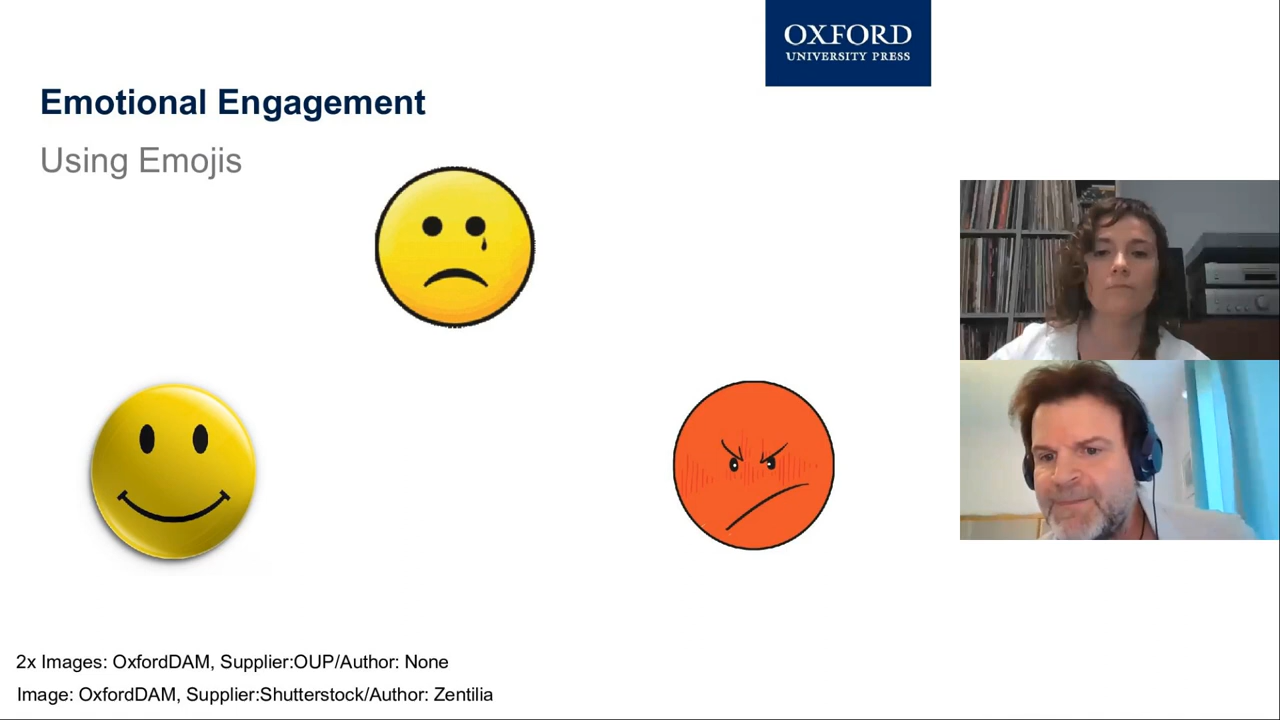 OXFORD
UNIVERSITY PRESS
Emotional Engagement
Using Emojis
2x Images: OxfordDAM, Supplier:OUP/Author: None
Image: OxfordDAM, Supplier:Shutterstock/Author: Zentilia